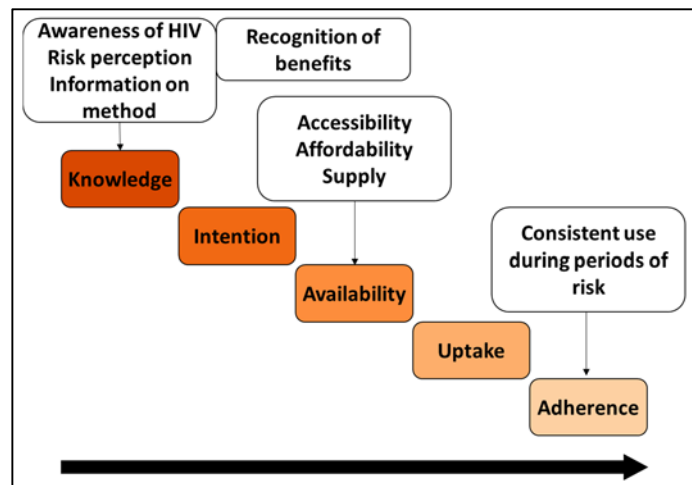 Awareness of HIV
Risk perception
Information on
method
Recognition of
benefits
Accessibility
Affordability
Supply
Knowledge
Intention
Consistent use
during periods of
risk
Availability
Uptake
Adherence